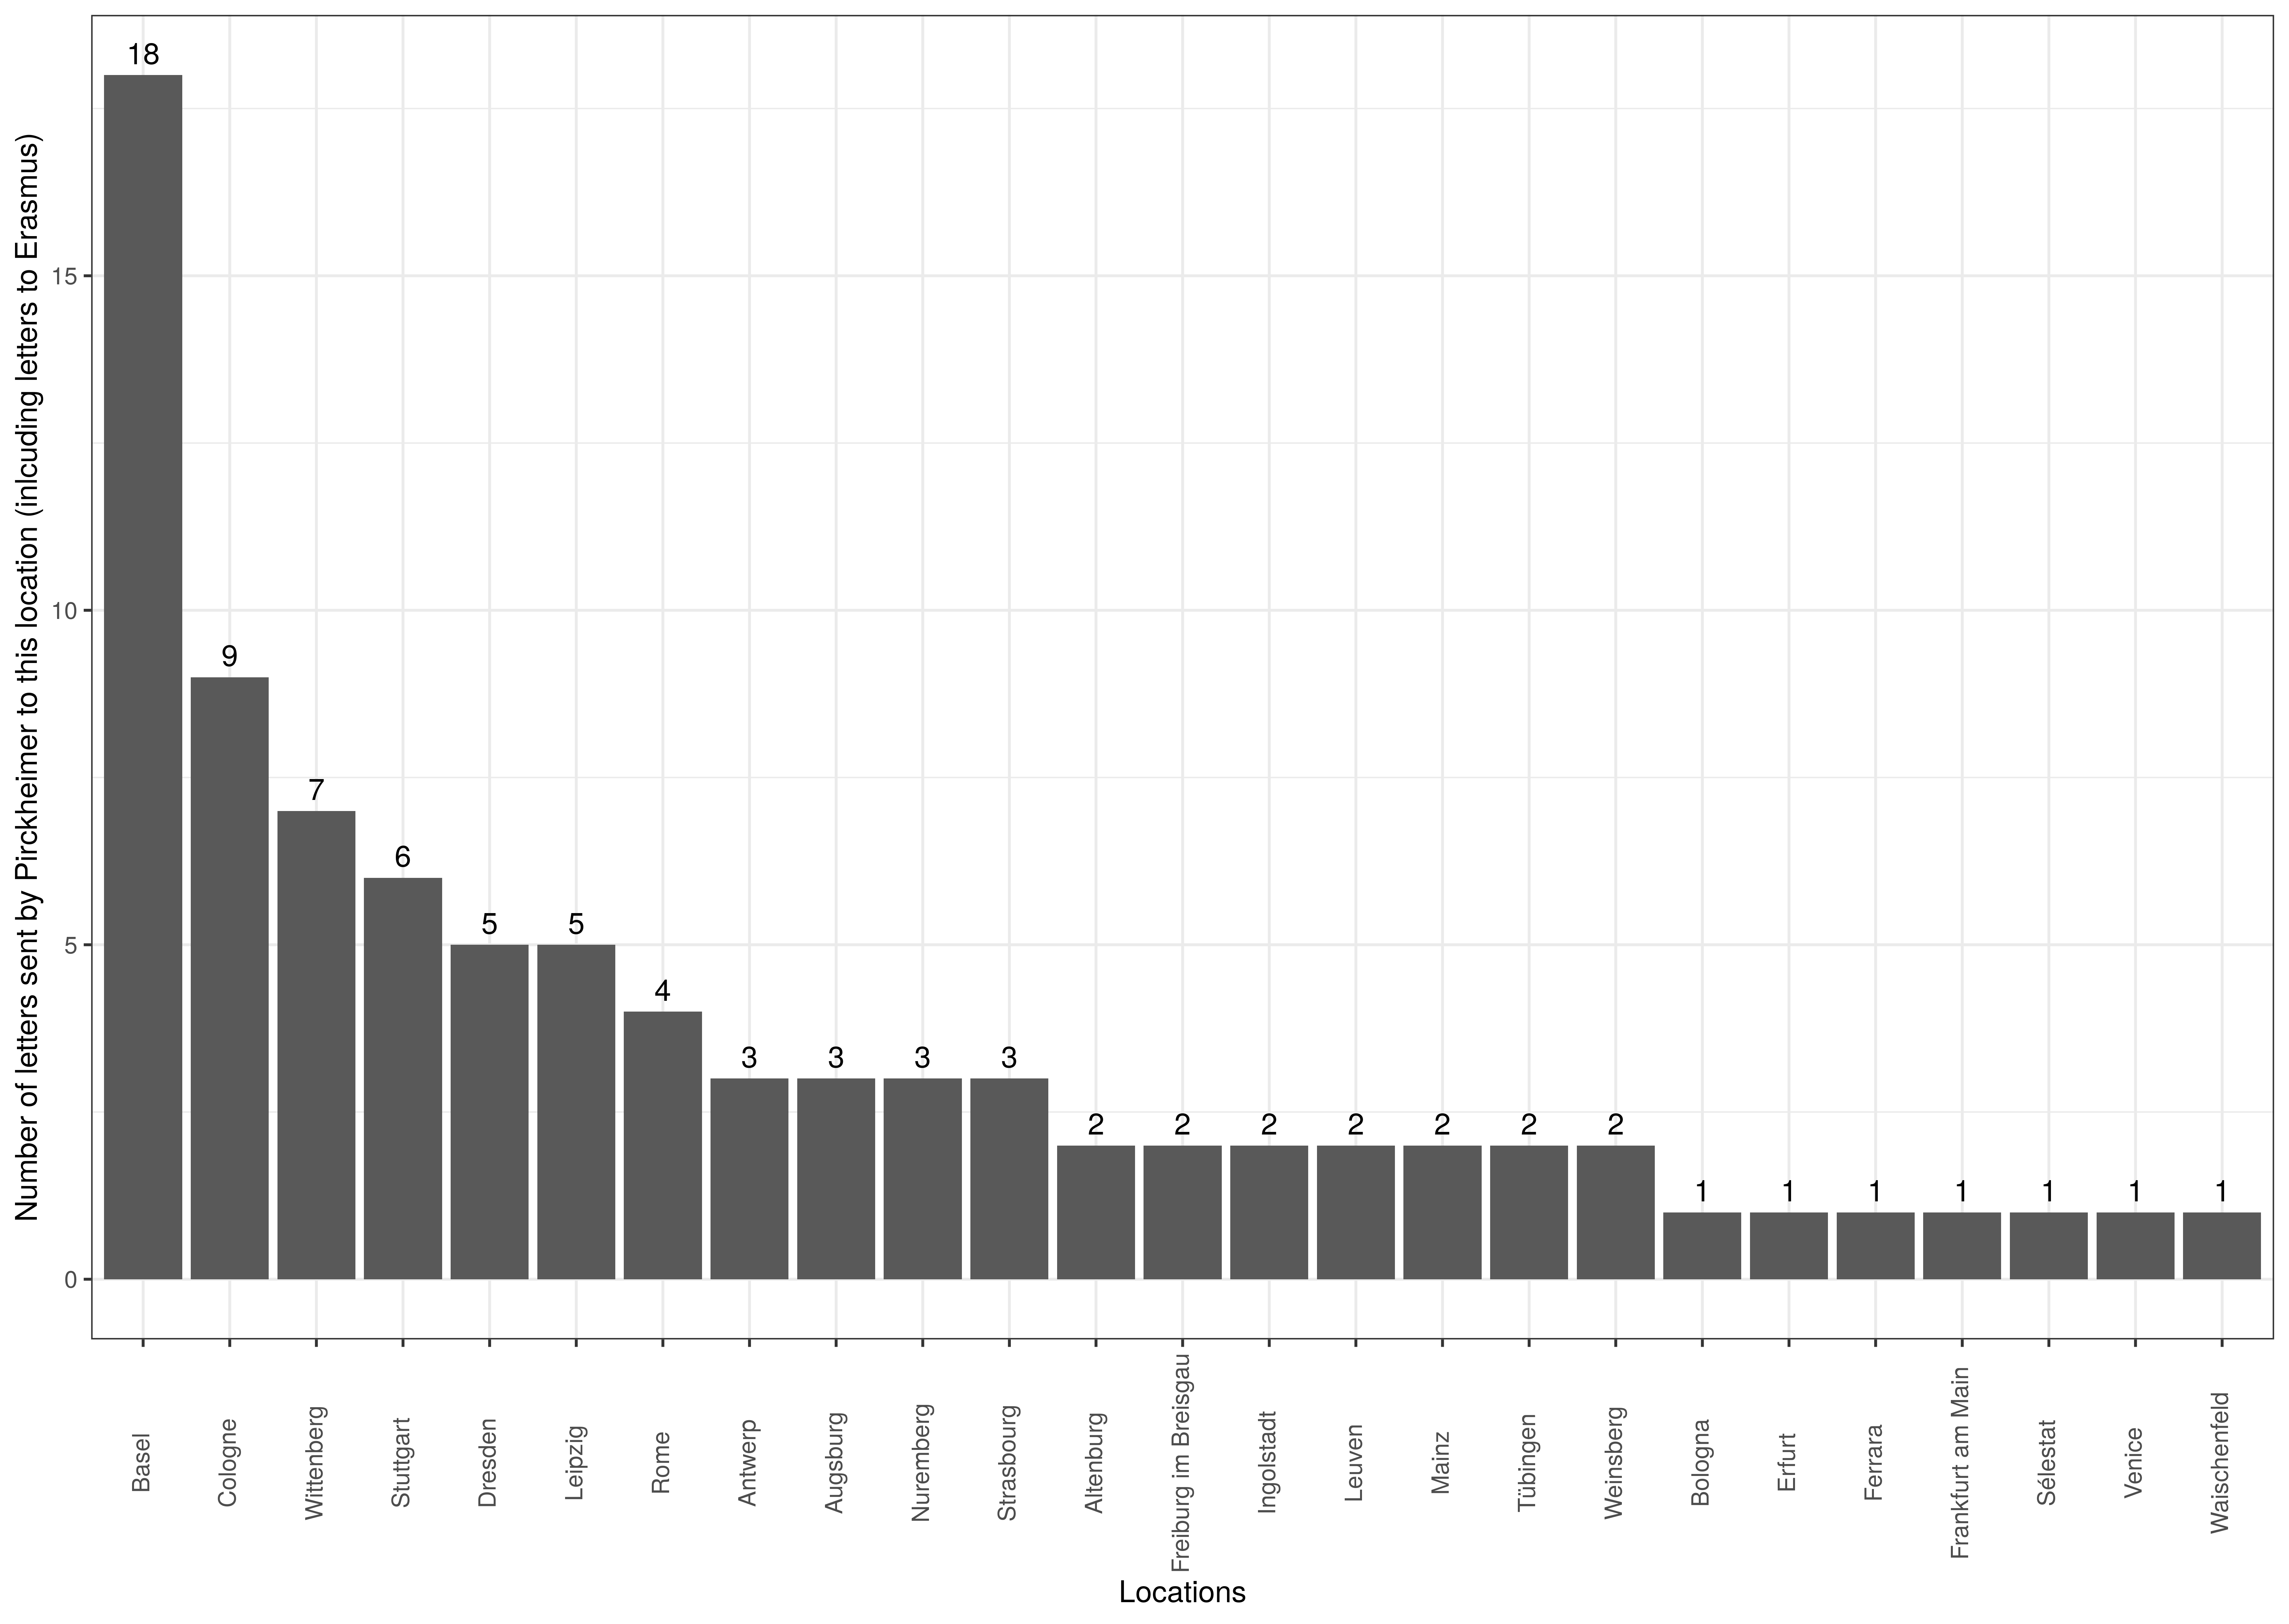 Number of letters sent by Pirckheimer to this location (inlcuding letters to Erasmus)
15
10
5
0
18
9
7
6
5
5
4
3
3
3
3
2
2
2
2
2
2
2
1
1
1
1
1
1
1
Basel
Cologne
Wittenberg
Stuttgart
Dresden
Leipzig
Rome
Antwerp
Augsburg
Nuremberg
Strasbourg
Altenburg
Freiburg im Breisgau
Ingolstadt
Leuven
Mainz
Tübingen
Weinsberg
Bologna
Erfurt
Ferrara
Frankfurt am Main
Sélestat
Venice
Waischenfeld
Locations